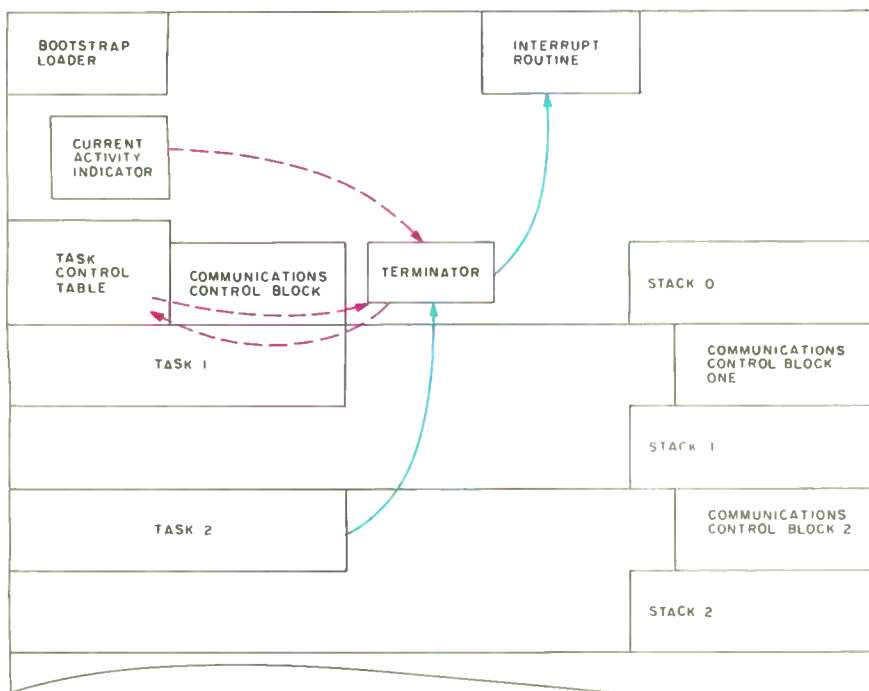 BOOTSTRAP
LOADER
INTERRUPT
ROUTINE
CURRENT
ACTIVITY
INDICATOR
TASK
CONTROL
TABLE
COMMUNICATIONS
CONTROL BLOCK
TERMINATOR
STACK 0
TASK 1
COMMUNICATIONS
CONTROL BLOCK
ONE
STACK 1
TASK 2
COMMUNICATIONS
CONTROL BLOCK 2
STACK 2